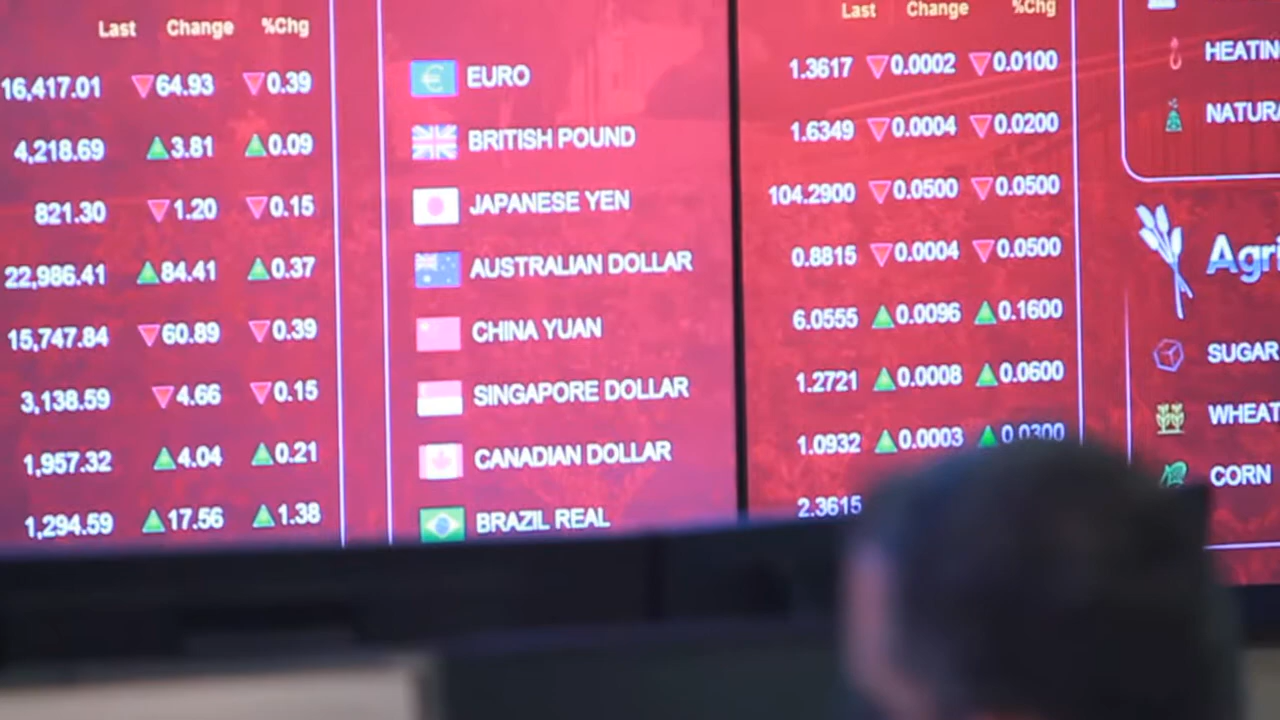 Last Change %Chg
16,417.01 64.93 0.39
4,218.69 3.81 0.09
821.30 1.20 0.15
22,986.41 84.41 0.37
15,747.84 60.89 0.39
3,138.59 4.66 0.15
1,957.32 4.04 0.21
1,294.59 17.56 1.38
Last Change %Chg
EURO 1.3617 0.0002 0.0100
BRITISH POUND 1.6349 0.0004 0.0200
JAPANESE YEN 104.2900 0.0500 0.0500
AUSTRALIAN DOLLAR 0.8815 0.0004 0.0500
CHINA YUAN 6.0555 0.0096 0.1600
SINGAPORE DOLLAR 1.2721 0.0008 0.0600
CANADIAN DOLLAR 1.0932 0.0003 0.0300
BRAZIL REAL 2.3615
HEATIN
NATURA
Agri
SUGAR
WHEAT
CORN